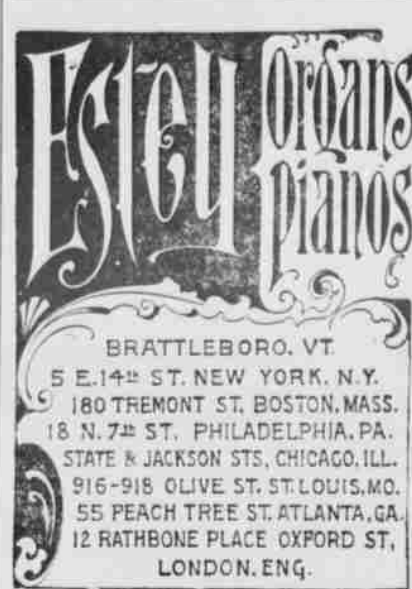 Estey
Organs
Pianos
BRATTLEBORO. VT.
5 E.14th ST. NEW YORK. N.Y.
180 TREMONT ST. BOSTON, MASS.
18 N. 7th ST. PHILADELPHIA. PA.
STATE & JACKSON STS, CHICAGO. ILL.
916-918 OLIVE ST. ST. LOUIS, MO.
55 PEACH TREE ST. ATLANTA, GA.
12 RATHBONE PLACE OXFORD ST,
LONDON. ENG.